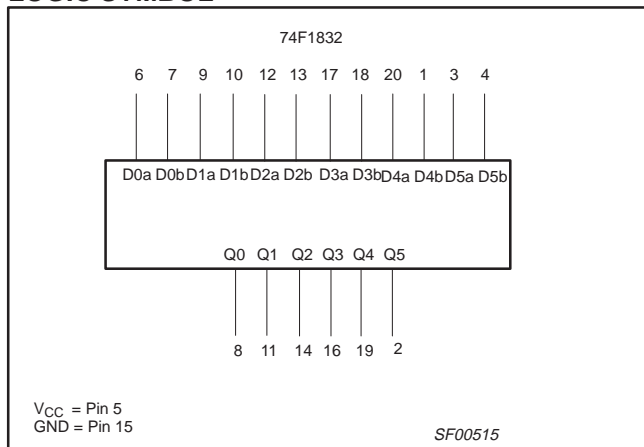 74F1832
6 7 9 10 12 13 17 18 20 1 3 4
D0a D0b D1a D1b D2a D2b D3a D3b D4a D4b D5a D5b
Q0 Q1 Q2 Q3 Q4 Q5
8 11 14 16 19 2
VCC = Pin 5
GND = Pin 15
SF00515